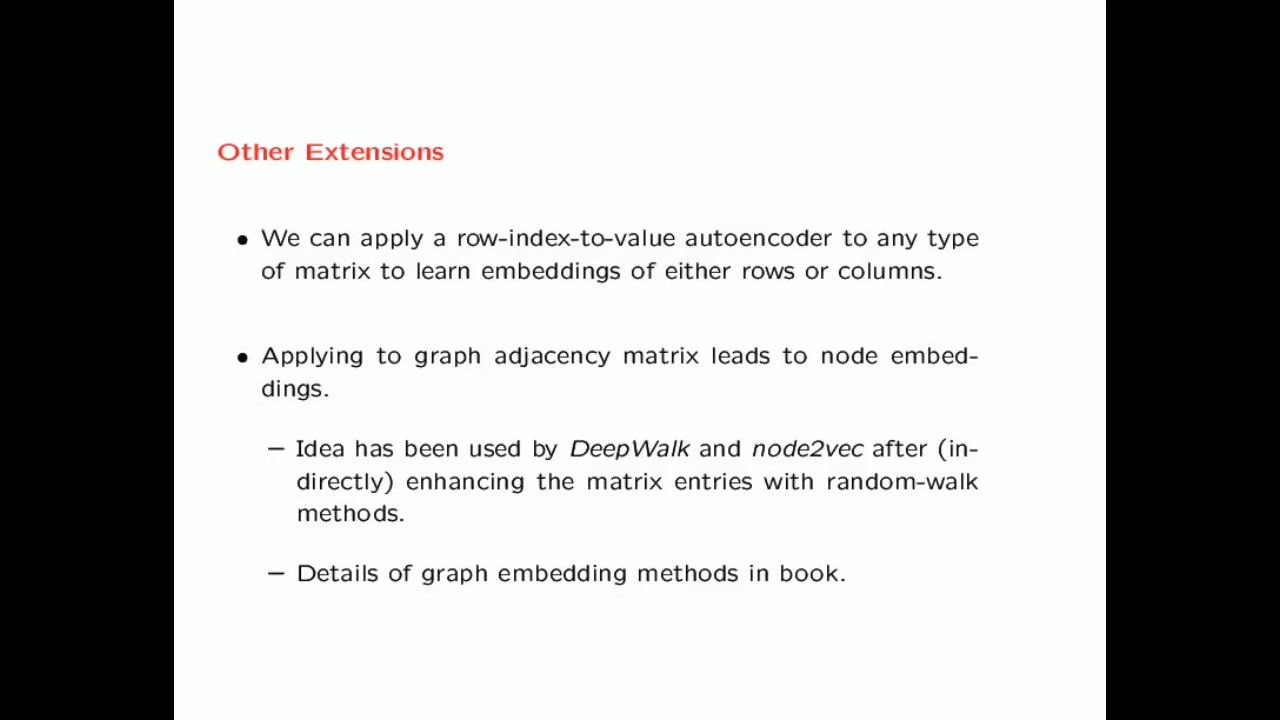 Other Extensions
• We can apply a row-index-to-value autoencoder to any type
of matrix to learn embeddings of either rows or columns.
• Applying to graph adjacency matrix leads to node embed-
dings.
– Idea has been used by DeepWalk and node2vec after (in-
directly) enhancing the matrix entries with random-walk
methods.
– Details of graph embedding methods in book.